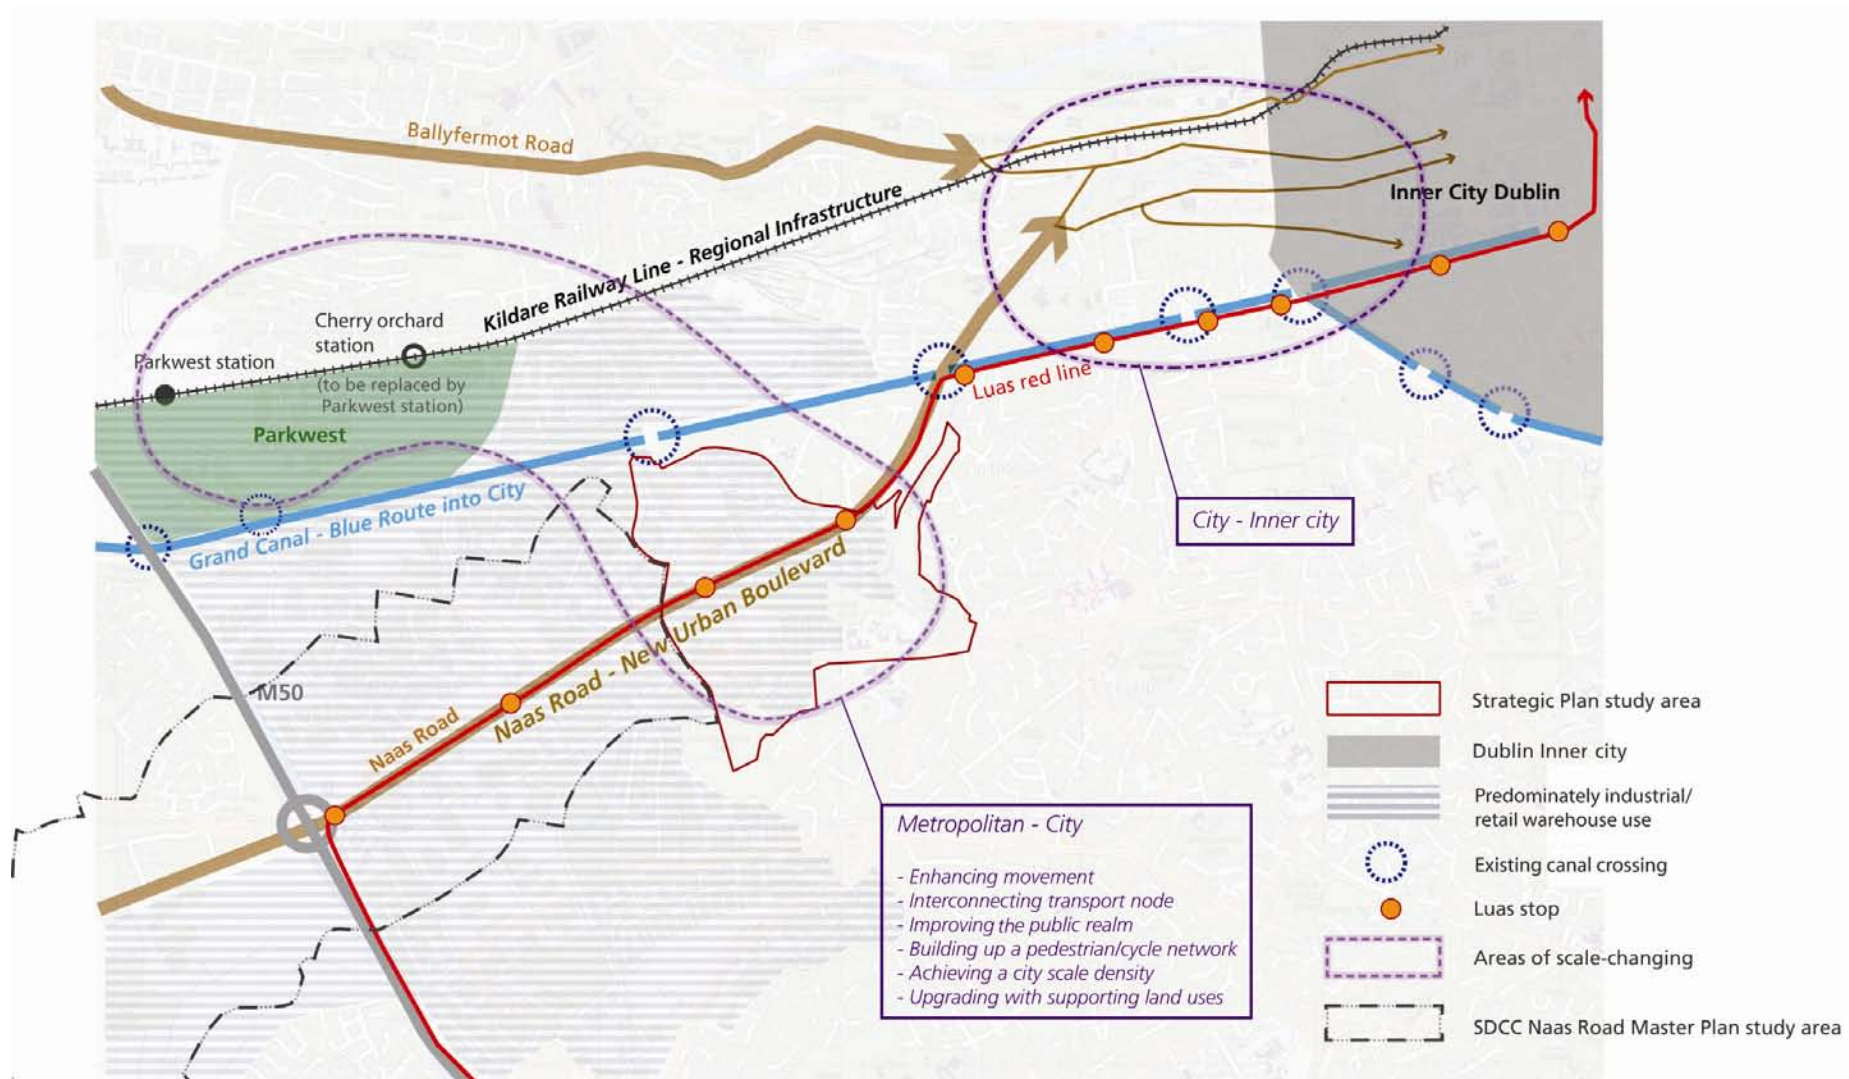 Ballyfermot Road
Kildare Railway Line - Regional Infrastructure
Inner City Dublin
Cherry orchard
station
(to be replaced by
Parkwest station)
Parkwest station
Parkwest
Luas red line
Grand Canal - Blue Route into City
City - Inner city
M50
Naas Road
Naas Road - New Urban Boulevard
Metropolitan - City
- Enhancing movement
- Interconnecting transport node
- Improving the public realm
- Building up a pedestrian/cycle network
- Achieving a city scale density
- Upgrading with supporting land uses
Strategic Plan study area
Dublin Inner city
Predominately industrial/
retail warehouse use
Existing canal crossing
Luas stop
Areas of scale-changing
SDCC Naas Road Master Plan study area